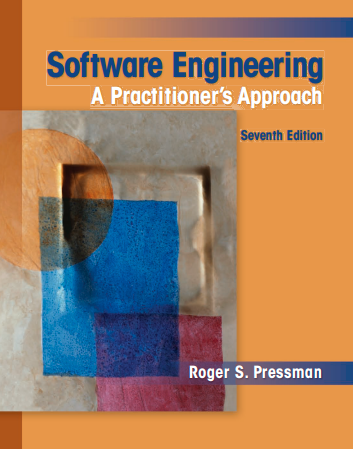 Software Engineering
A Practitioner's Approach
Seventh Edition
Roger S. Pressman